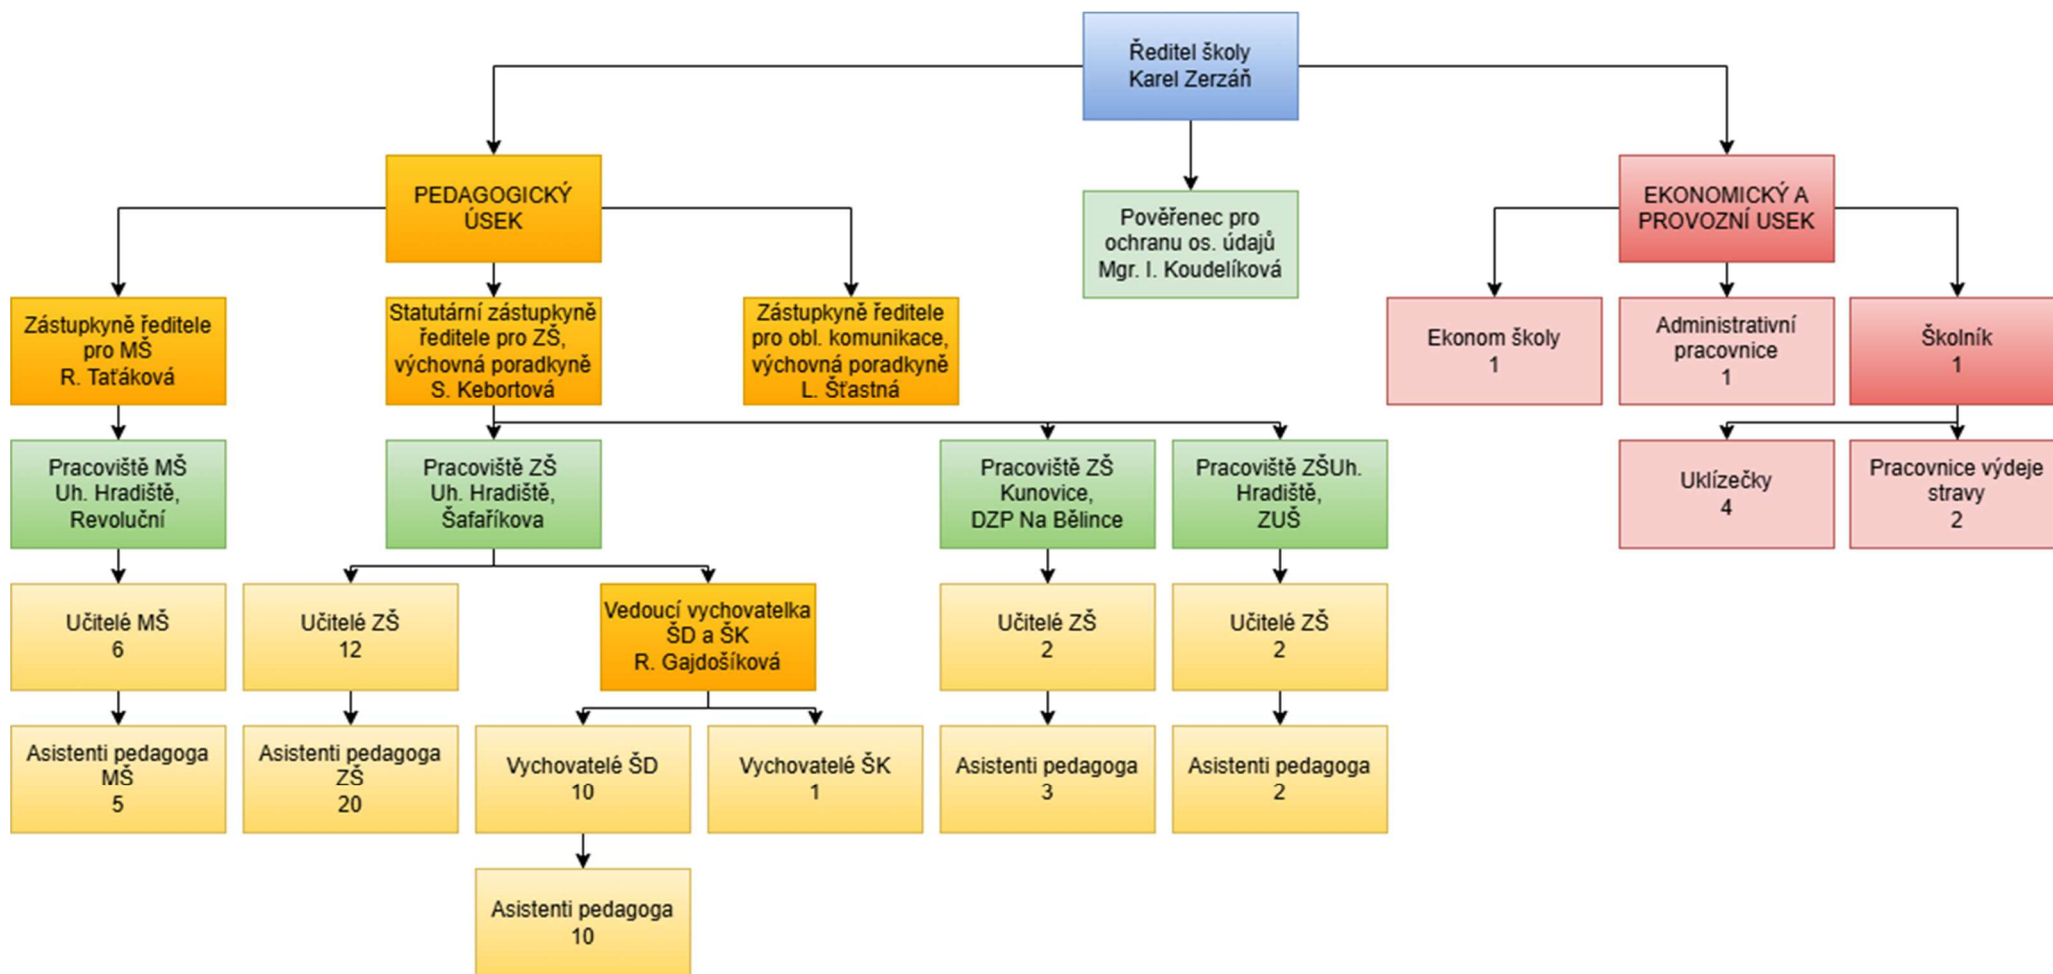 Ředitel školy
Karel Zerzáň
PEDAGOGICKÝ
ÚSEK
Pověřenec pro
ochranu os. údajů
Mgr. I. Koudelíková
EKONOMICKÝ A
PROVOZNÍ USEK
Zástupkyně ředitele
pro MŠ
R. Taťáková
Statutární zástupkyně
ředitele pro ZŠ,
výchovná poradkyně
S. Kebortová
Zástupkyně ředitele
pro obl. komunikace,
výchovná poradkyně
L. Šťastná
Ekonom školy
1
Administrativní
pracovnice
1
Školník
1
Pracoviště MŠ
Uh. Hradiště,
Revoluční
Pracoviště ZŠ
Uh. Hradiště,
Šafaříkova
Pracoviště ZŠ
Kunovice,
DZP Na Bělince
Pracoviště ZŠUh.
Hradiště,
ZUŠ
Uklízečky
4
Pracovnice výdeje
stravy
2
Učitelé MŠ
6
Učitelé ZŠ
12
Vedoucí vychovatelka
ŠD a ŠK
R. Gajdošíková
Učitelé ZŠ
2
Učitelé ZŠ
2
Asistenti pedagoga
MŠ
5
Asistenti pedagoga
ZŠ
20
Vychovatelé ŠD
10
Vychovatelé ŠK
1
Asistenti pedagoga
3
Asistenti pedagoga
2
Asistenti pedagoga
10